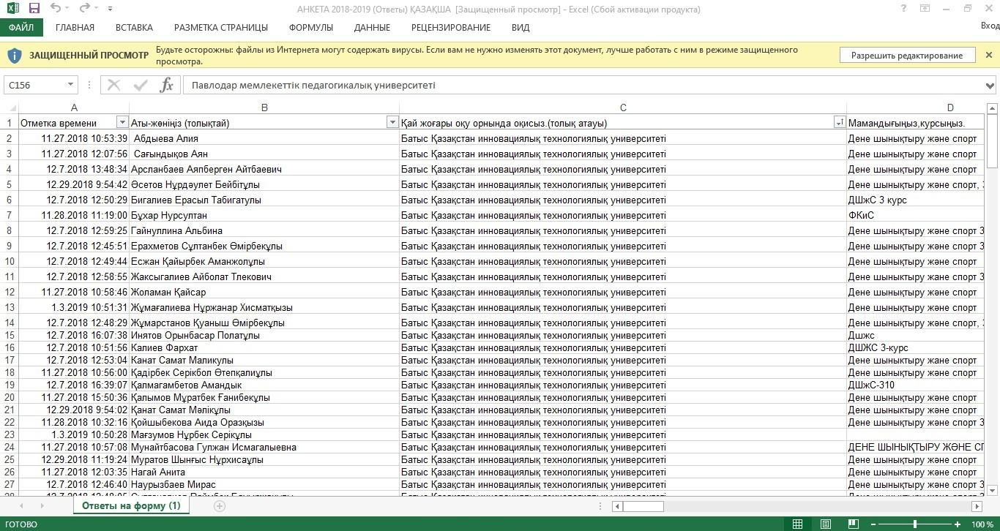 АНКЕТА 2018-2019 (Ответы) ҚАЗАҚША [Защищенный просмотр] - Excel (Сбой активации продукта)
ФАЙЛ ГЛАВНАЯ ВСТАВКА РАЗМЕТКА СТРАНИЦЫ ФОРМУЛЫ ДАННЫЕ РЕЦЕНЗИРОВАНИЕ ВИД Вход
ЗАЩИЩЕННЫЙ ПРОСМОТР Будьте осторожны: файлы из Интернета могут содержать вирусы. Если вам не нужно изменять этот документ, лучше работать с ним в режиме защищенного
просмотра. Разрешить редактирование
C156 fx Павлодар мемлекеттік педагогикалық университеті
A B C D
1 Отметка времени Аты-жөніңіз (толықтай) Қай жоғары оқу орнында оқисыз.(толық атауы) Мамандығыңыз,курсыңыз.
2 11.27.2018 10:53:39 Абдыева Алия Батыс Қазақстан инновациялық технологиялық университеті Дене шынықтыру және спорт
3 11.27.2018 12:07:56 Сағындықов Аян Батыс Қазақстан инновациялық технологиялық университеті Дене шынықтыру және спорт
4 12.7.2018 13:48:34 Арсланбаев Аяпберген Айтбаевич Батыс Қазақстан инновациялық технологиялық университеті Дене шынықтыру және спорт
5 12.29.2018 9:54:42 Әсетов Нұрдәулет Бейбітұлы Батыс Қазақстан инновациялық технологиялық университеті Дене шынықтыру және спорт,
6 12.7.2018 12:50:29 Бигалиев Ерасыл Табигатулы Батыс Қазақстан инновациялық технологиялық университеті ДШжС 3 курс
7 11.28.2018 11:19:00 Бұхар Нурсултан Батыс Қазақстан инновациялық технологиялық университеті ФКиС
8 12.7.2018 12:59:25 Гайнуллина Альбина Батыс Қазақстан инновациялық технологиялық университеті Дене шынықтыру және спорт 3
9 12.7.2018 12:45:51 Ерахметов Сұлтанбек Өмірбекұлы Батыс Қазақстан инновациялық технологиялық университеті Дене шынықтыру және спорт 3
10 12.7.2018 12:49:44 Есжан Қайырбек Аманжолұлы Батыс Қазақстан инновациялық технологиялық университеті Дене шынықтыру және спорт
11 12.7.2018 12:58:55 Жаксыгалиев Айболат Тлекович Батыс Қазақстан инновациялық технологиялық университеті Дене шыныктыру жане спорт 3
12 11.27.2018 10:58:46 Жоламан Қайсар Батыс Қазақстан инновациялық технологиялық университеті Дене шынықтыру және спорт
13 1.3.2019 10:51:31 Жұмағалиева Нұржанар Хисматқызы Батыс Қазақстан инновациялық технологиялық университеті Дене шынықтыру және спорт
14 12.7.2018 12:48:29 Жұмарстанов Қуаныш Өмірбекұлы Батыс Қазақстан инновациялық технологиялық университеті Дене шынықтыру және спорт,
15 12.7.2018 16:07:38 Инятов Орынбасар Полатұлы Батыс Қазақстан инновациялық технологиялық университеті Дшжс
16 12.7.2018 10:51:56 Калиев Фархат Батыс Қазақстан инновациялық технологиялық университеті ДШЖС 3-курс
17 12.7.2018 12:53:04 Канат Самат Маликулы Батыс Қазақстан инновациялық технологиялық университеті Дене шыныктыру жане спорт
18 11.27.2018 10:56:00 Қадірбек Серікбол Өтепқалиұлы Батыс Қазақстан инновациялық технологиялық университеті Дене шынықтыру және спорт
19 12.7.2018 16:39:07 Қалмагамбетов Амандык Батыс Қазақстан инновациялық технологиялық университеті ДШжС-310
20 11.27.2018 15:50:36 Қалымов Мұратбек Ғанибекұлы Батыс Қазақстан инновациялық технологиялық университеті Дене шынықтыру және спорт
21 12.29.2018 9:54:02 Қанат Самат Мәлікұлы Батыс Қазақстан инновациялық технологиялық университеті Дене шынықтыру және спорт
22 11.28.2018 10:32:16 Қойшыбекова Аида Оразқызы Батыс Қазақстан инновациялық технологиялық университеті Дене шынықтыру және спорт 3
23 1.3.2019 10:50:28 Мағзумов Нұрбек Серікұлы Батыс Қазақстан инновациялық технологиялық университеті
24 11.27.2018 10:57:08 Мунайтбасова Гулжан Исмагалыевна Батыс Қазақстан инновациялық технологиялық университеті ДЕНЕ ШЫНЫҚТЫРУ ЖӘНЕ
25 12.29.2018 11:19:24 Муратов Шынғыс Нұрхисаұлы Батыс Қазақстан инновациялық технологиялық университеті Дене шынықтыру және спорт
26 11.27.2018 12:03:35 Нагай Анита Батыс Қазақстан инновациялық технологиялық университеті Дене шынықтыру және спорт
27 12.7.2018 12:46:40 Наурызбаев Мирас Батыс Қазақстан инновациялық технологиялық университеті Дене шынықтыру және спорт 3
Ответы на форму (1)
ГОТОВО 100 %